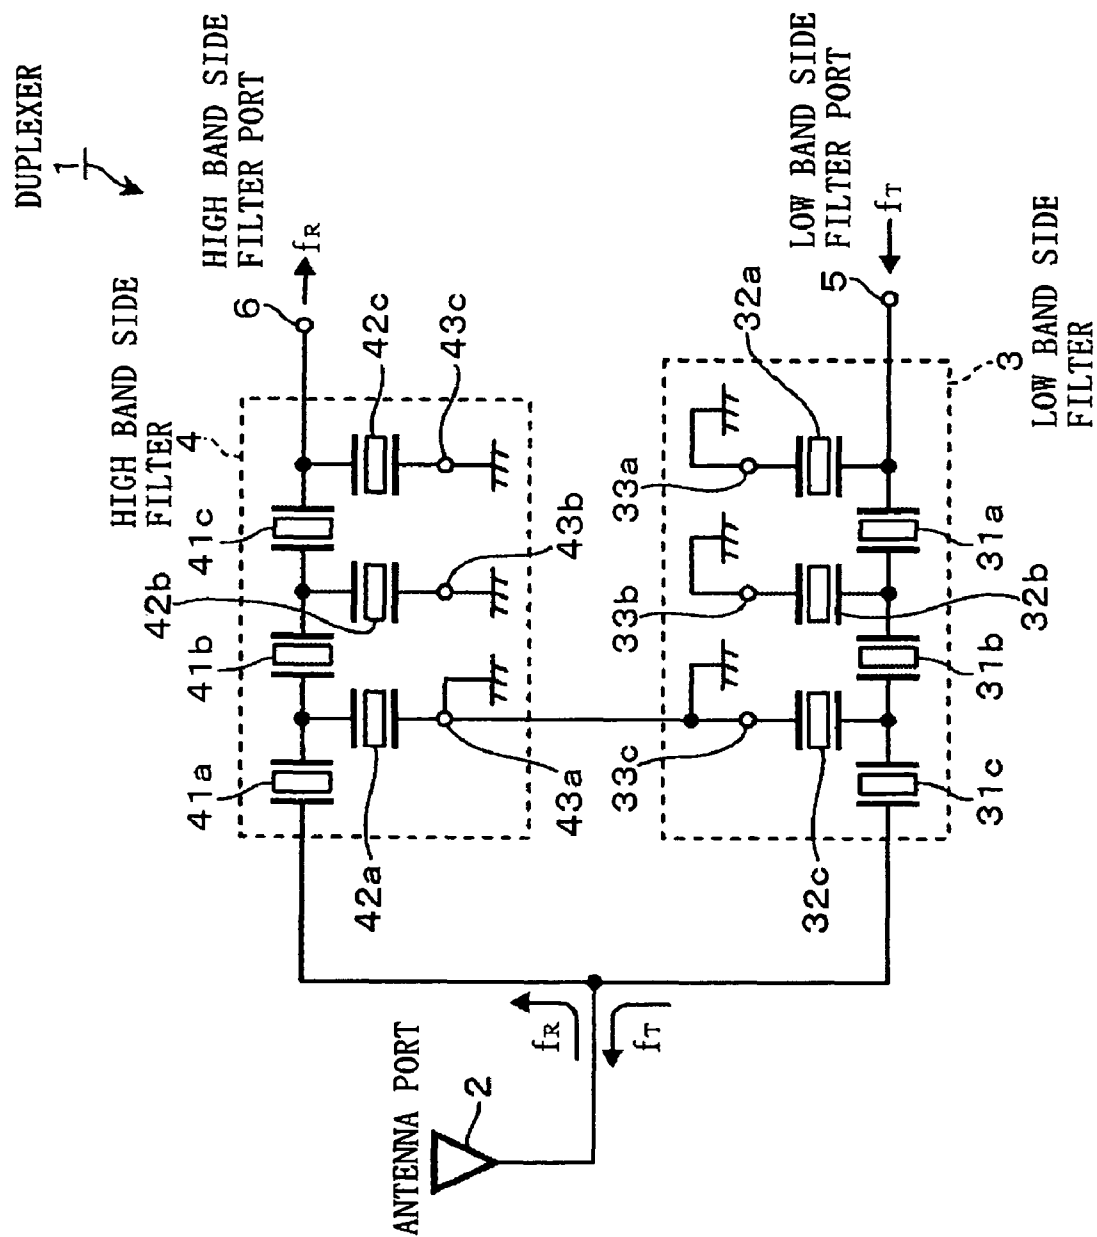 DUPLEXER
1
HIGH BAND SIDE
FILTER PORT
fR
6
HIGH BAND SIDE
FILTER
4
41a
41b
41c
42a
42b
42c
43a
43b
43c
ANTENNA PORT
2
fR
fT
LOW BAND SIDE
FILTER PORT
fT
5
33a
33b
33c
32a
32b
32c
31a
31b
31c
3
LOW BAND SIDE
FILTER